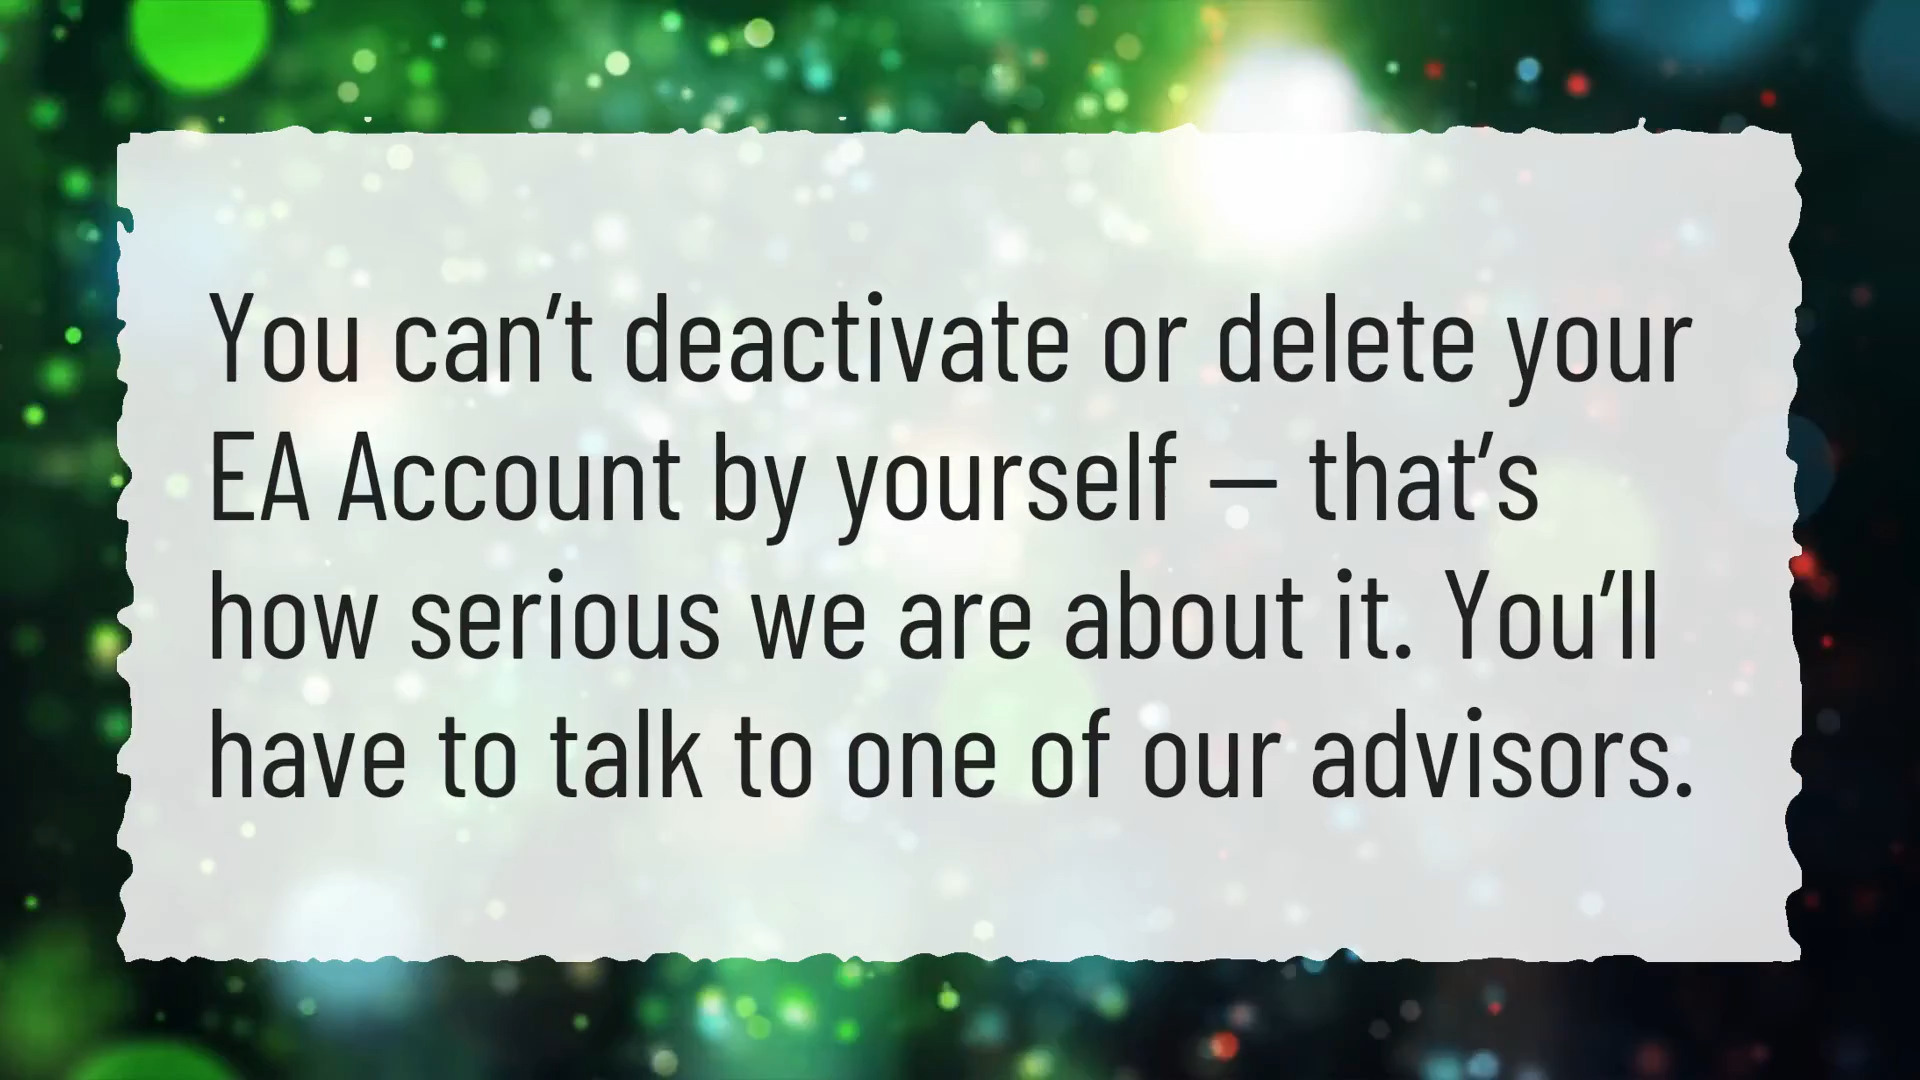 You can’t deactivate or delete your
EA Account by yourself – that’s
how serious we are about it. You’ll
have to talk to one of our advisors.